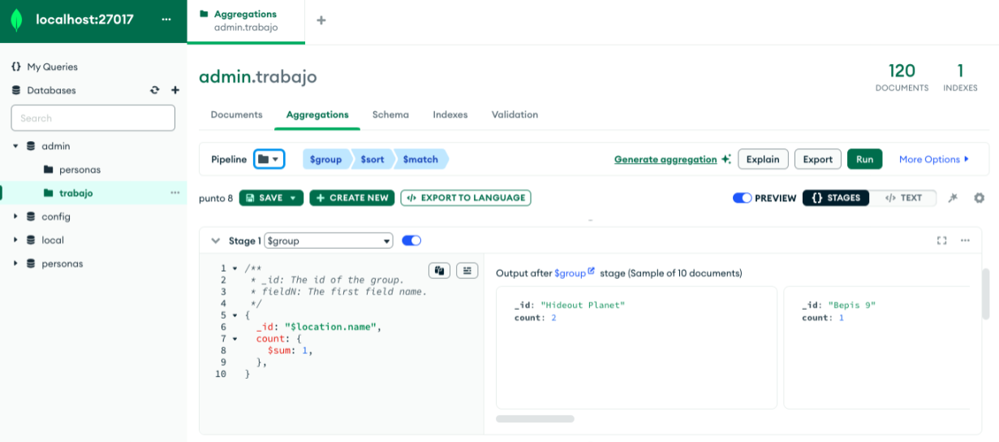 localhost:27017 ...
Aggregations
admin.trabajo
+
{} My Queries
Databases
Search
admin
personas
trabajo ...
config
local
personas
admin.trabajo
120
DOCUMENTS
1
INDEXES
Documents Aggregations Schema Indexes Validation
Pipeline $group $sort $match Generate aggregation Explain Export Run More Options
punto 8 SAVE + CREATE NEW </> EXPORT TO LANGUAGE PREVIEW {} STAGES </> TEXT
Stage 1 $group ...
1 /**
2 * _id: The id of the group.
3 * fieldN: The first field name.
4 */
5 {
6 _id: "$location.name",
7 count: {
8 $sum: 1,
9 },
10 }
Output after $group stage (Sample of 10 documents)
_id: "Hideout Planet"
count: 2
_id: "Bepis 9"
count: 1